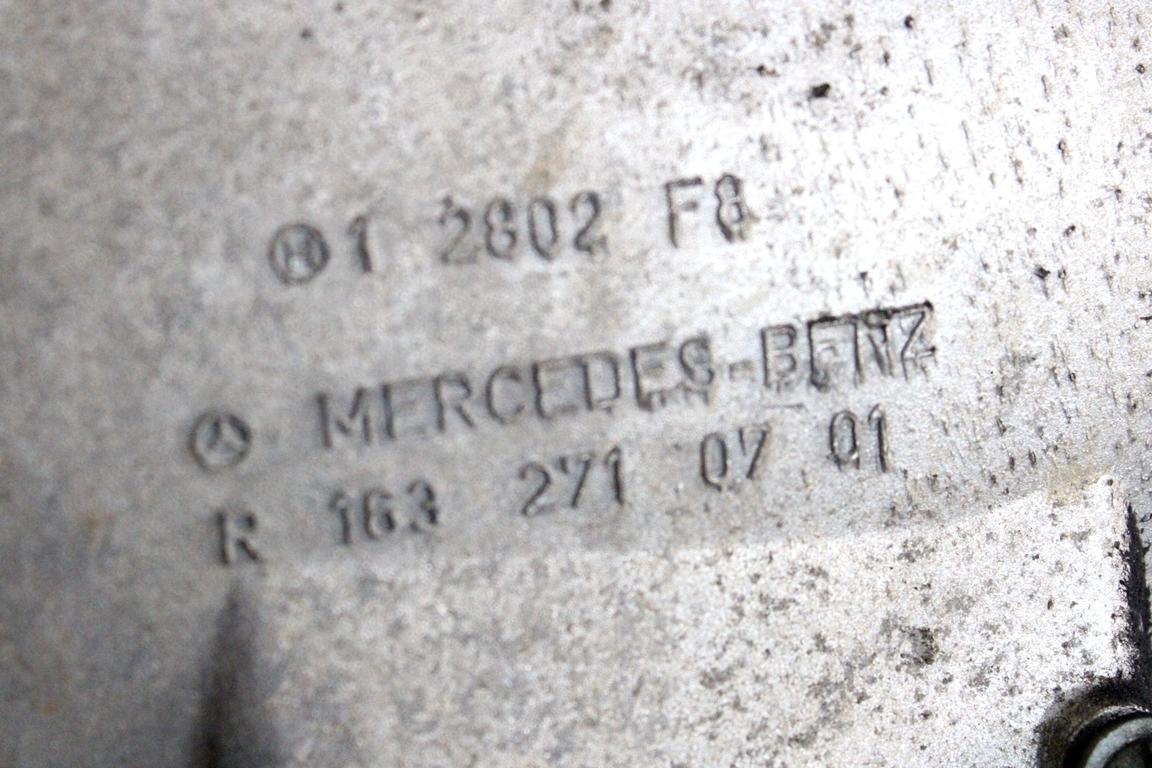 H 1 2802 F8
MERCEDES-BENZ
R 163 271 07 01